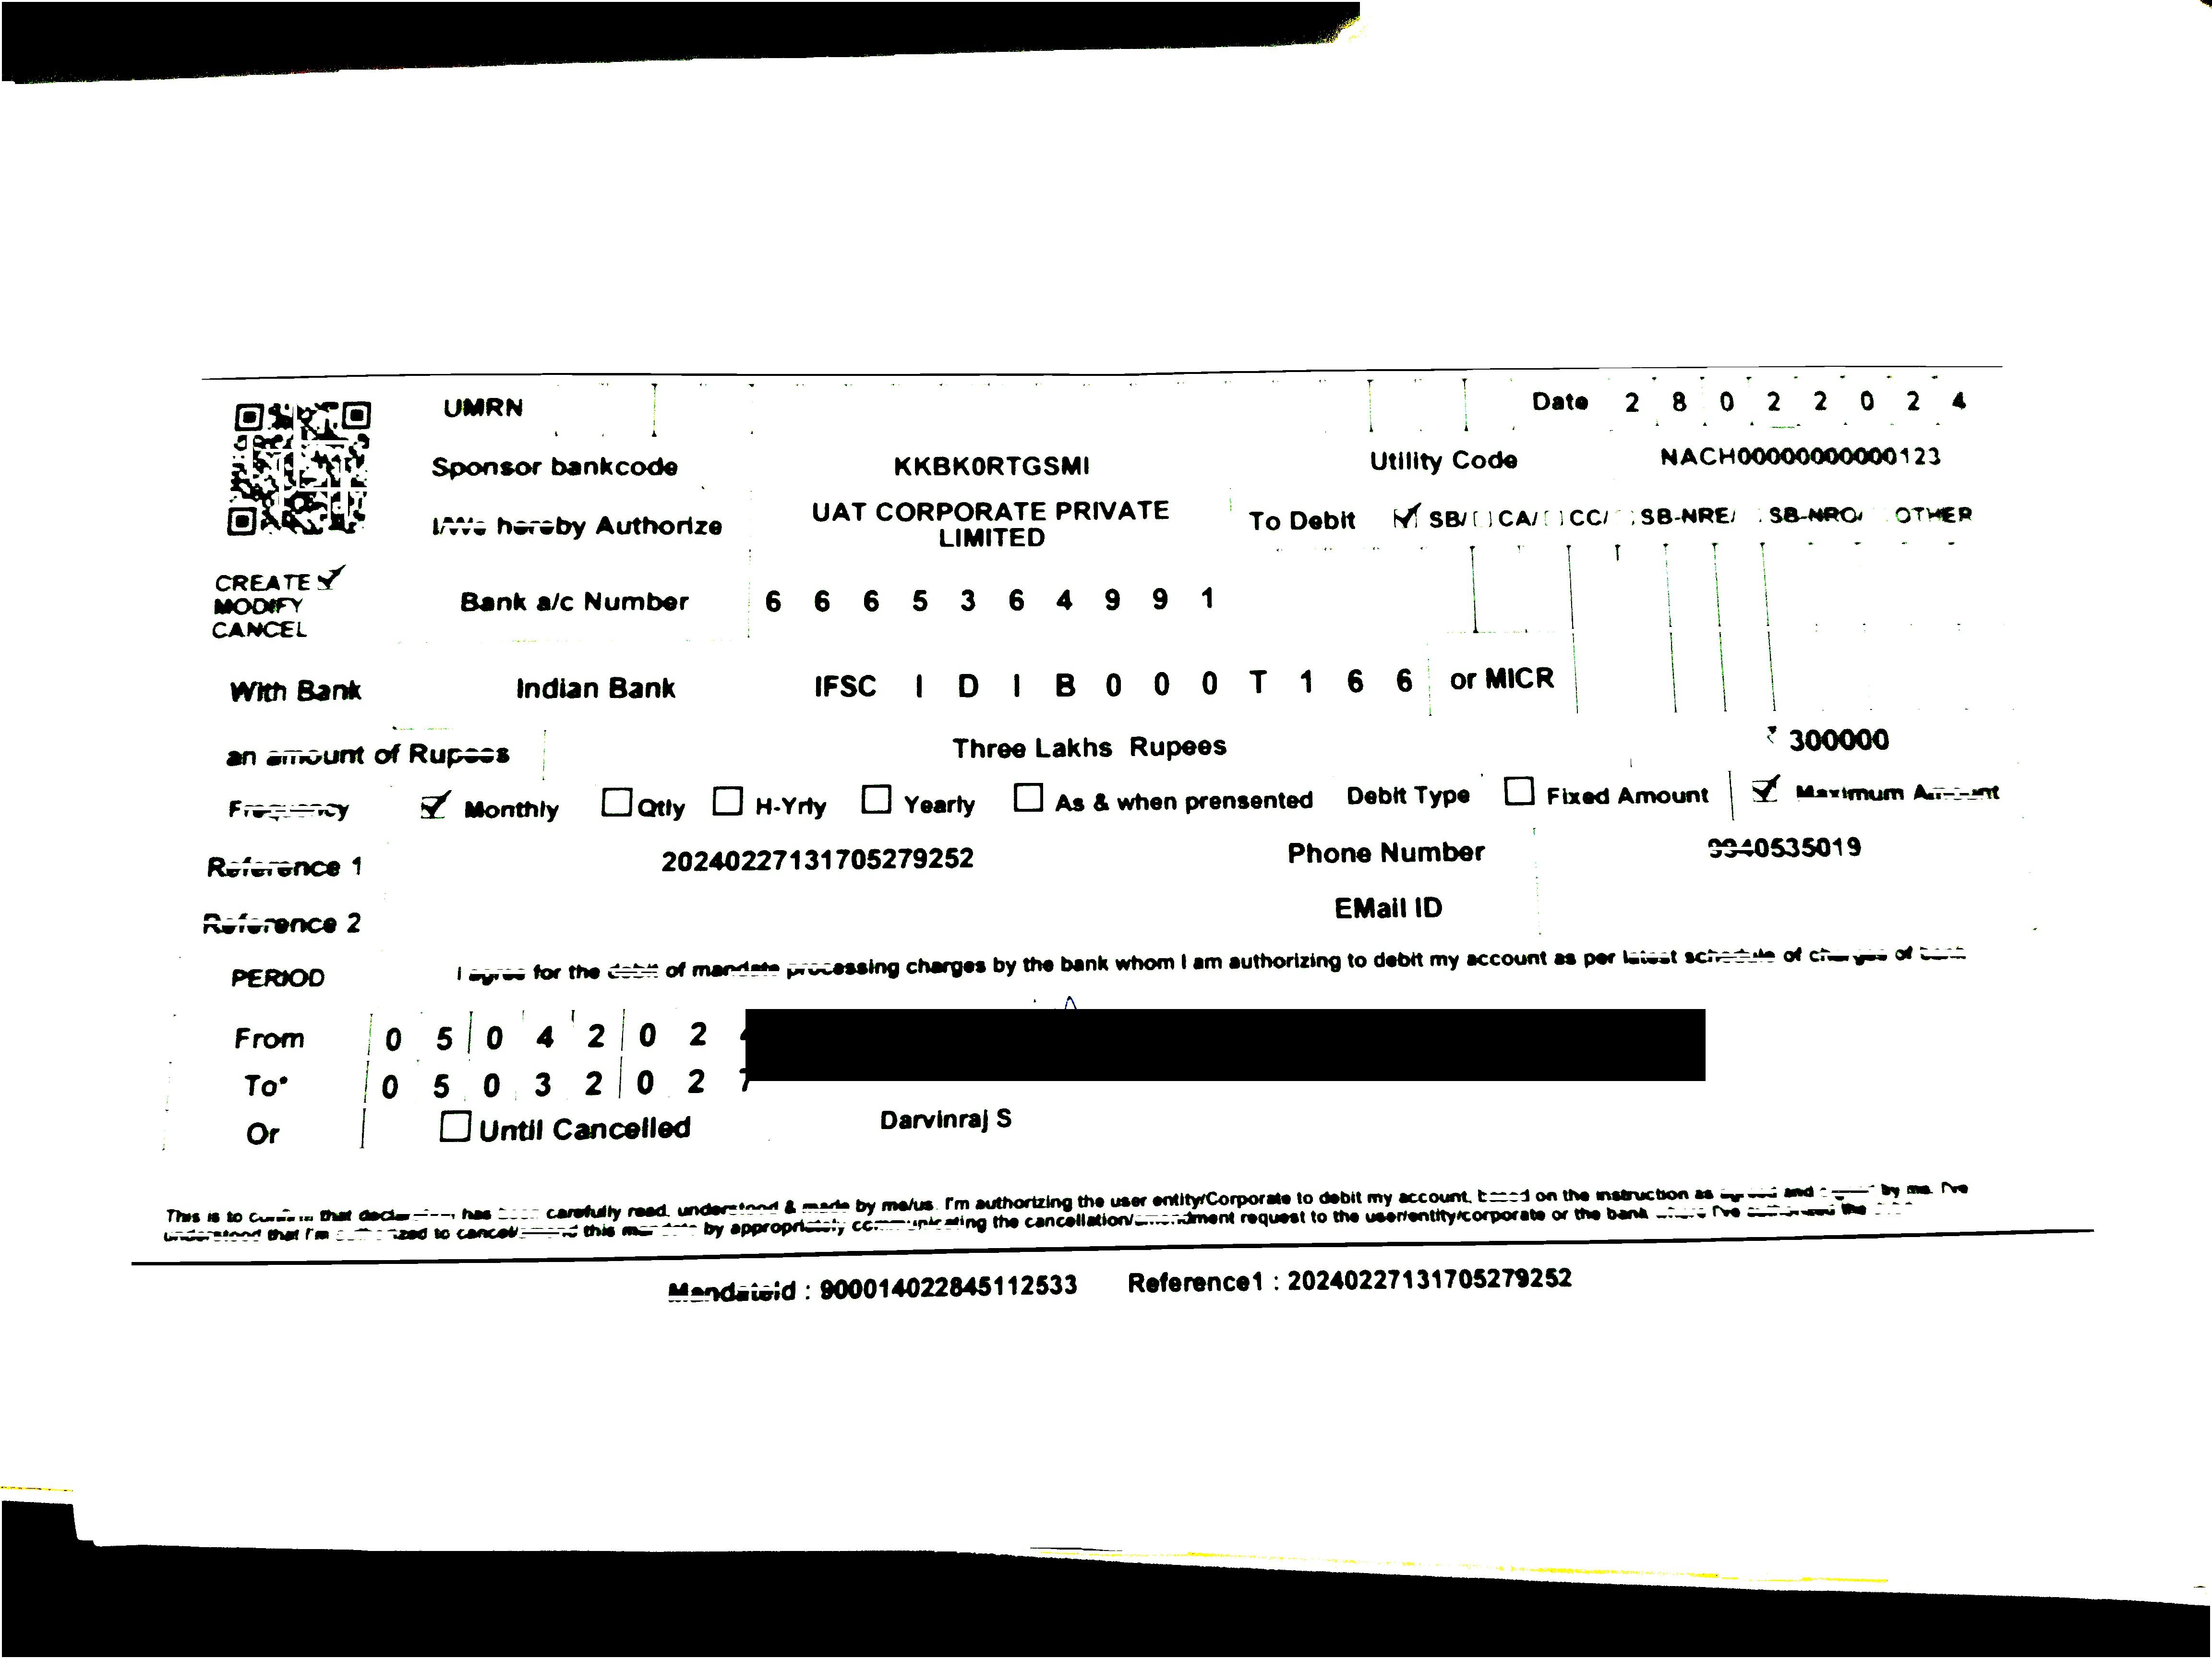 UMRN Date 2 8 0 2 2 0 2 4
Sponsor bankcode KKBK0RTGSMI Utility Code NACH00000000000123
I/We hereby Authorize UAT CORPORATE PRIVATE LIMITED To Debit SB/ CA/ CC/ SB-NRE/ SB-NRO/ OTHER
CREATE
MODIFY
CANCEL
Bank a/c Number 6 6 6 5 3 6 4 9 9 1
With Bank Indian Bank IFSC I D I B 0 0 0 T 1 6 6 or MICR
an amount of Rupees Three Lakhs Rupees ₹ 300000
Frequency Monthly Qtly H-Yrly Yearly As & when prensented Debit Type Fixed Amount Maximum Amount
Reference 1 20240227131705279252 Phone Number 9940535019
Reference 2 EMail ID
PERIOD I agree for the debit of mandate processing charges by the bank whom I am authorizing to debit my account as per latest schedule of charges of bank
From 0 5 0 4 2 0 2
To* 0 5 0 3 2 0 2 7
Or Until Cancelled Darvinraj S
This is to confirm that declaration has been carefully read, understood & made by me/us. I'm authorizing the user entity/Corporate to debit my account, based on the instruction as agreed and by me. I've
understood that I'm authorized to cancel/ this mandate by appropriately communicating the cancellation/amendment request to the user/entity/corporate or the bank where I've authorized the
Mandateid : 900014022845112533 Reference1 : 20240227131705279252